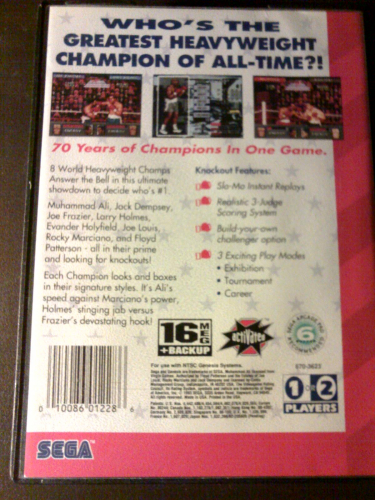 WHO'S THE
GREATEST HEAVYWEIGHT
CHAMPION OF ALL-TIME?!
70 Years of Champions In One Game.
8 World Heavyweight Champs
Answer the Bell in this ultimate
showdown to decide who's #1
Muhammad Ali, Jack Dempsey,
Joe Frazier, Larry Holmes,
Evander Holyfield, Joe Louis,
Rocky Marciano, and Floyd
Patterson - all in their prime
and looking for knockouts!
Each Champion looks and boxes
in their signature styles. It's Ali's
speed against Marciano's power,
Holmes' stinging jab versus
Frazier's devastating hook!
Knockout Features:
Slo-Mo Instant Replays
Realistic 3-Judge
Scoring System
Build-your-own
challenger option
3 Exciting Play Modes
• Exhibition
• Tournament
• Career
16 MEG
+BACKUP
activator
6
For use with NTSC Genesis Systems.
670-3623
1 or 2
PLAYERS
0 10086 01228 6
SEGA